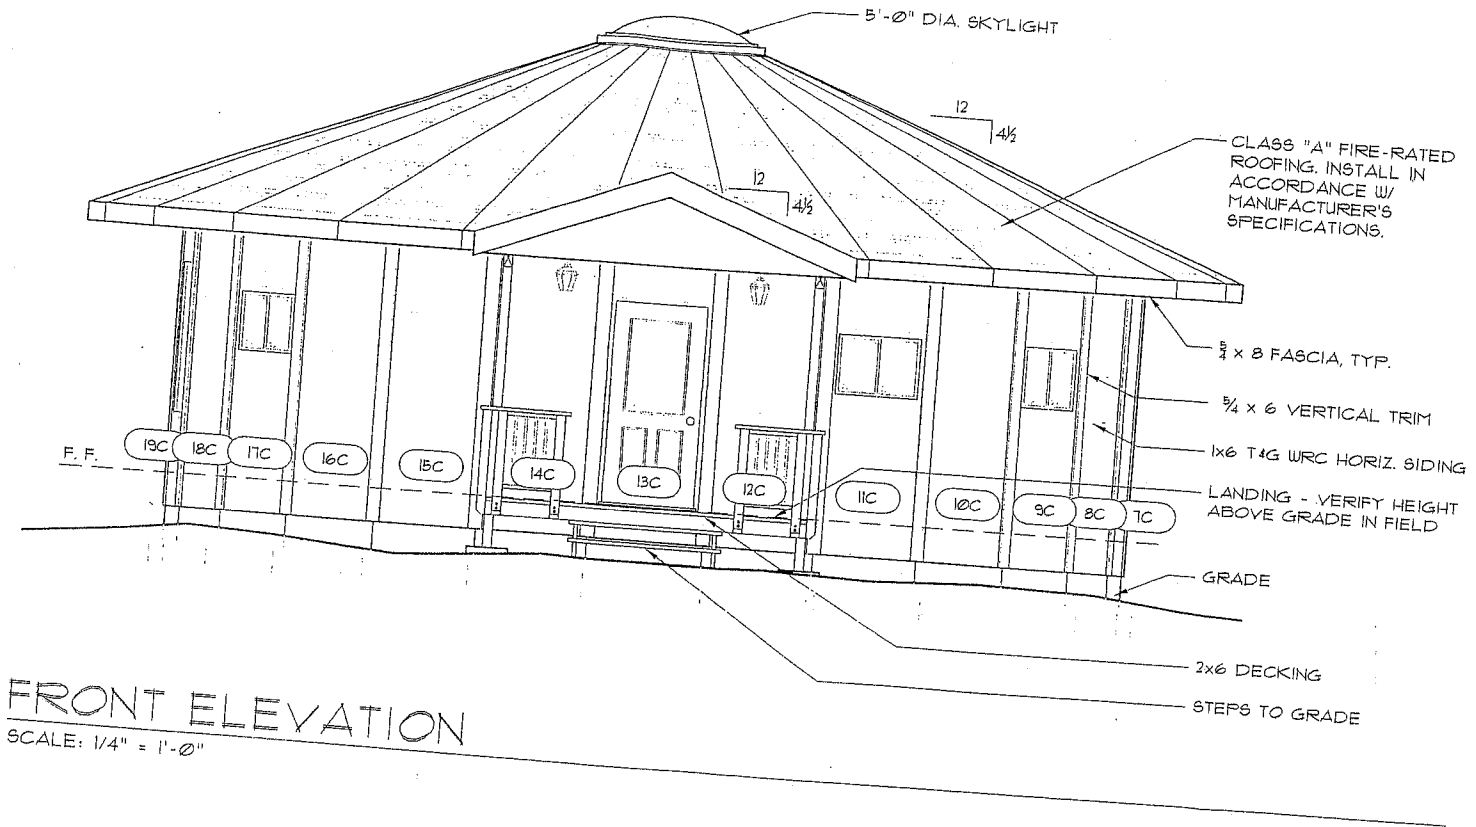 5'-0" DIA. SKYLIGHT
12
4½
12
4½
CLASS "A" FIRE-RATED
ROOFING. INSTALL IN
ACCORDANCE W/
MANUFACTURER'S
SPECIFICATIONS.
5/4 x 8 FASCIA, TYP.
5/4 x 6 VERTICAL TRIM
1x6 T&G WRC HORIZ. SIDING
LANDING - VERIFY HEIGHT
ABOVE GRADE IN FIELD
F. F.
19C 18C 17C 16C 15C 14C 13C 12C 11C 10C 9C 8C 7C
GRADE
2x6 DECKING
STEPS TO GRADE
FRONT ELEVATION
SCALE: 1/4" = 1'-0"